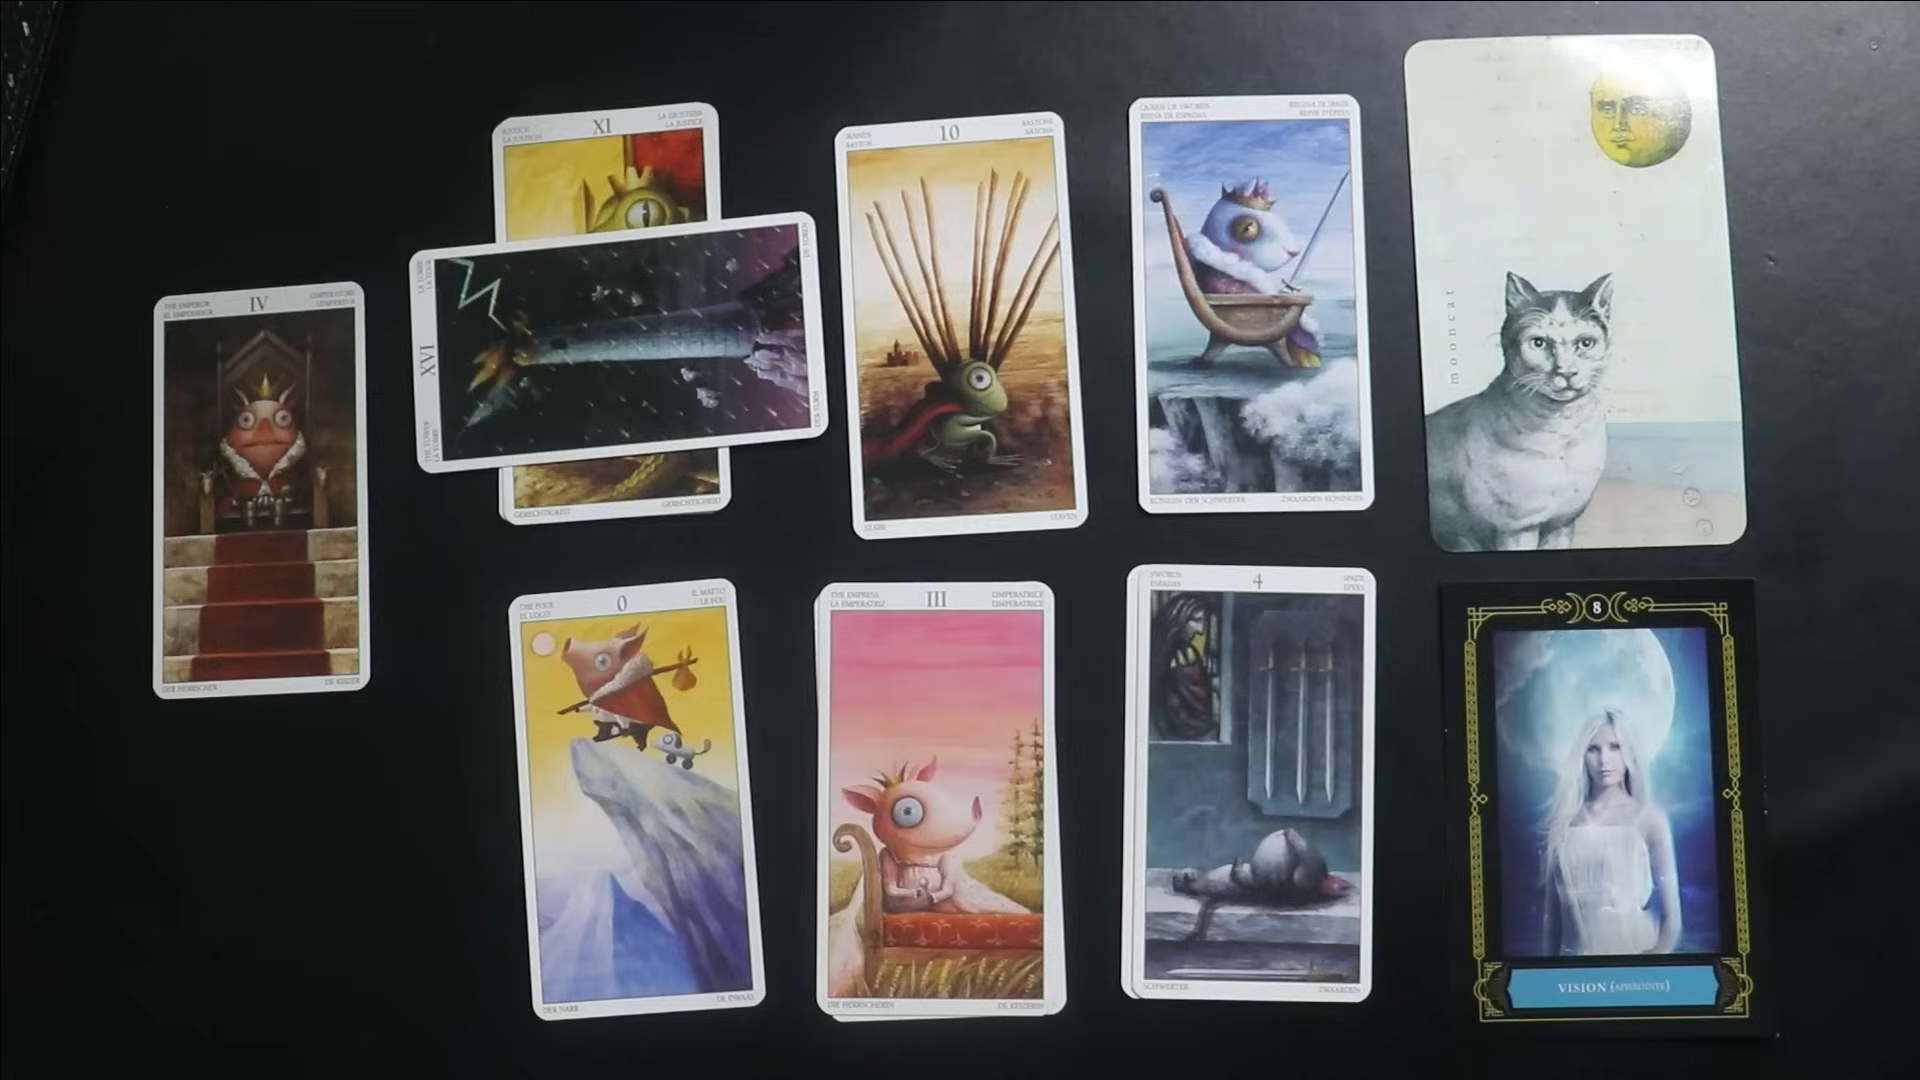 IV
THE EMPEROR
EL EMPERADOR
L'IMPERATORE
L'EMPEREUR
DER HERRSCHER
DE KEIZER
XI
JUSTICE
LA JUSTICIA
LA GIUSTIZIA
LA JUSTICE
GERECHTIGKEIT
GERECHTIGHEID
XVI
THE TOWER
LA TORRE
LA TORRE
LA TOUR
DER TURM
DE TOREN
10
WANDS
BASTOS
BASTONI
BATONS
STÄBE
STAVEN
QUEEN OF SWORDS
REINA DE ESPADAS
REGINA DI SPADE
REINE D'EPEES
KÖNIGIN DER SCHWERTER
ZWAARDEN KONINGIN
mooncat
0
THE FOOL
EL LOCO
IL MATTO
LE FOU
DER NARR
DE DWAAS
III
THE EMPRESS
LA EMPERATRIZ
L'IMPERATRICE
L'IMPERATRICE
DIE HERRSCHERIN
DE KEIZERIN
4
SWORDS
ESPADAS
SPADE
EPEES
SCHWERTER
ZWAARDEN
8
VISION (APHRODITE)